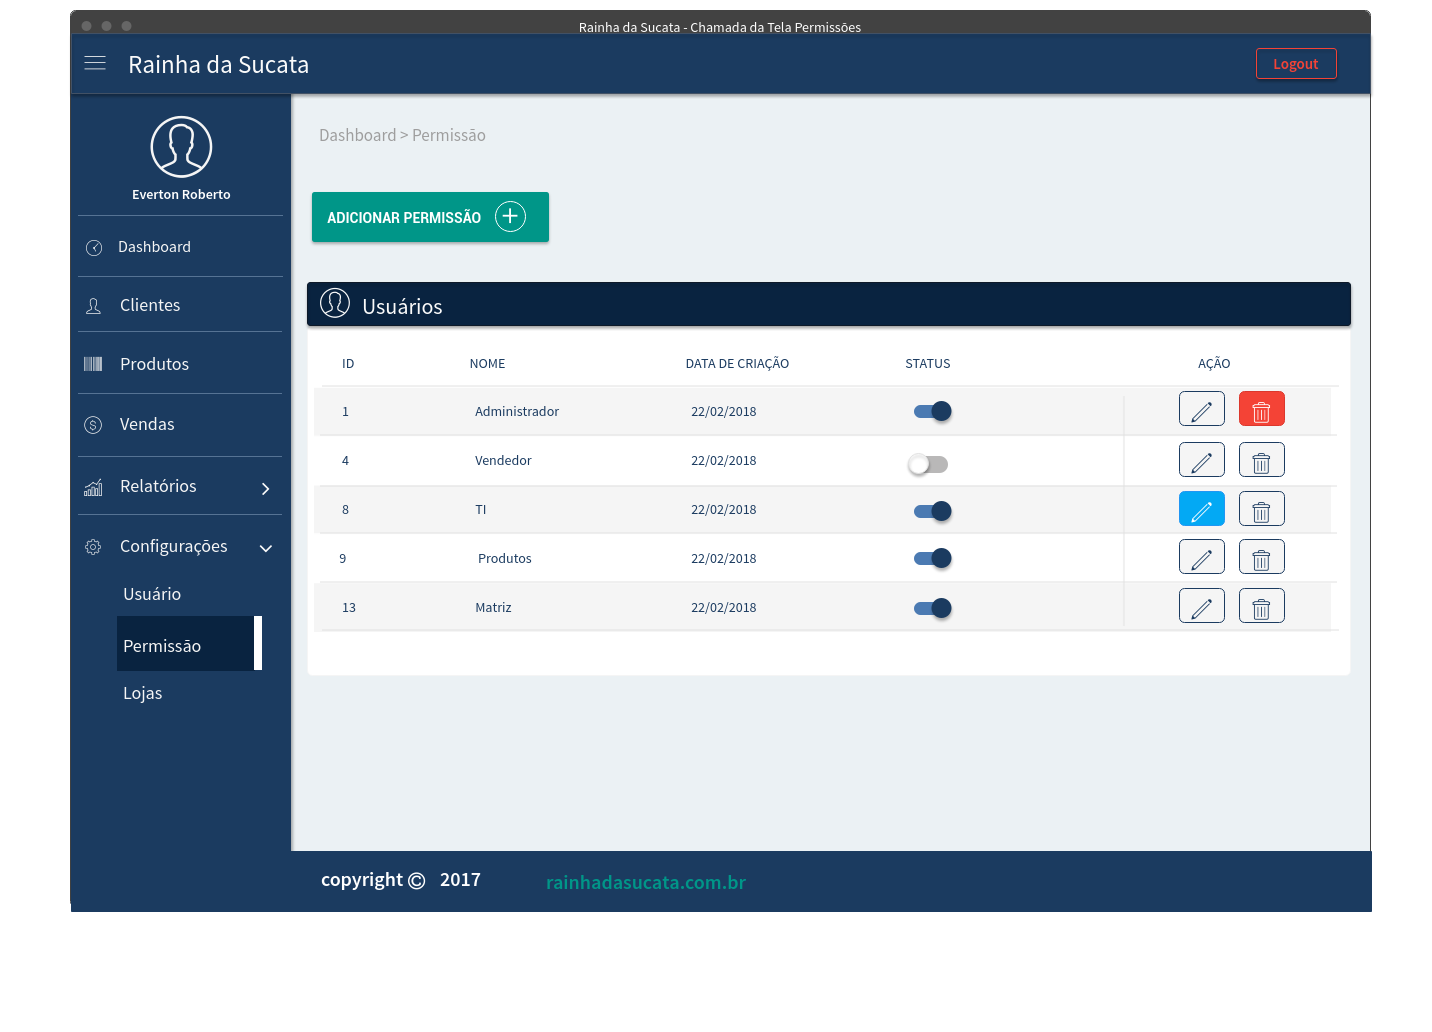 Rainha da Sucata - Chamada da Tela Permissões
Rainha da Sucata
Logout
Everton Roberto
Dashboard
Clientes
Produtos
Vendas
Relatórios
Configurações
Usuário
Permissão
Lojas
Dashboard > Permissão
ADICIONAR PERMISSÃO
Usuários
ID NOME DATA DE CRIAÇÃO STATUS AÇÃO
1 Administrador 22/02/2018
4 Vendedor 22/02/2018
8 TI 22/02/2018
9 Produtos 22/02/2018
13 Matriz 22/02/2018
copyright © 2017 rainhadasucata.com.br